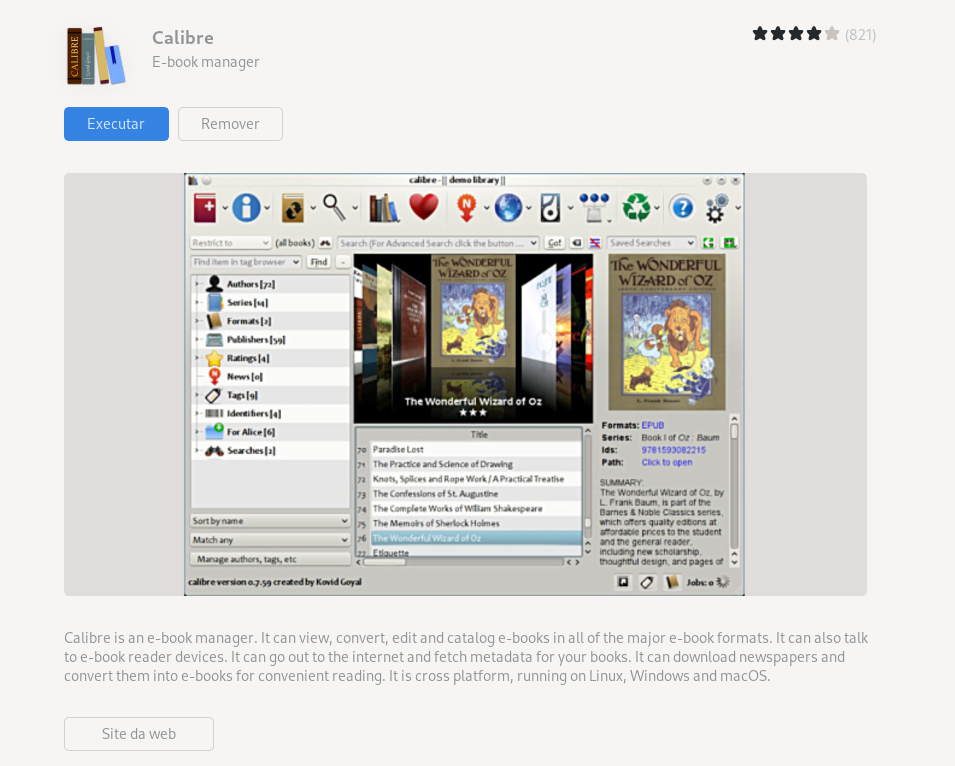 CALIBRE
Calibre
(821)
E-book manager
Executar
Remover
calibre - || demo library ||
Restrict to
(all books)
Search (For Advanced Search click the button ...
Go!
Saved Searches
Find item in tag browser
Find
Authors [72]
Series [14]
Formats [2]
Publishers [59]
Ratings [4]
News [0]
Tags [9]
Identifiers [4]
For Alice [6]
Searches [2]
Sort by name
Match any
Manage authors, tags, etc
The Wonderful Wizard of Oz
Title
70 Paradise Lost
71 The Practice and Science of Drawing
72 Knots, Splices and Rope Work / A Practical Treatise
73 The Confessions of St. Augustine
74 The Complete Works of William Shakespeare
75 The Memoirs of Sherlock Holmes
76 The Wonderful Wizard of Oz
77 Etiquette
The WONDERFUL
WIZARD of OZ
L. Frank Baum
Formats: EPUB
Series: Book I of Oz : Baum
Ids: 9781593082215
Path: Click to open
SUMMARY:
The Wonderful Wizard of Oz, by
L. Frank Baum, is part of the
Barnes & Noble Classics series,
which offers quality editions at
affordable prices to the student
and the general reader,
including new scholarship,
thoughtful design, and pages of
calibre version 0.7.59 created by Kovid Goyal
Jobs: 0
Calibre is an e-book manager. It can view, convert, edit and catalog e-books in all of the major e-book formats. It can also talk
to e-book reader devices. It can go out to the internet and fetch metadata for your books. It can download newspapers and
convert them into e-books for convenient reading. It is cross platform, running on Linux, Windows and macOS.
Site da web